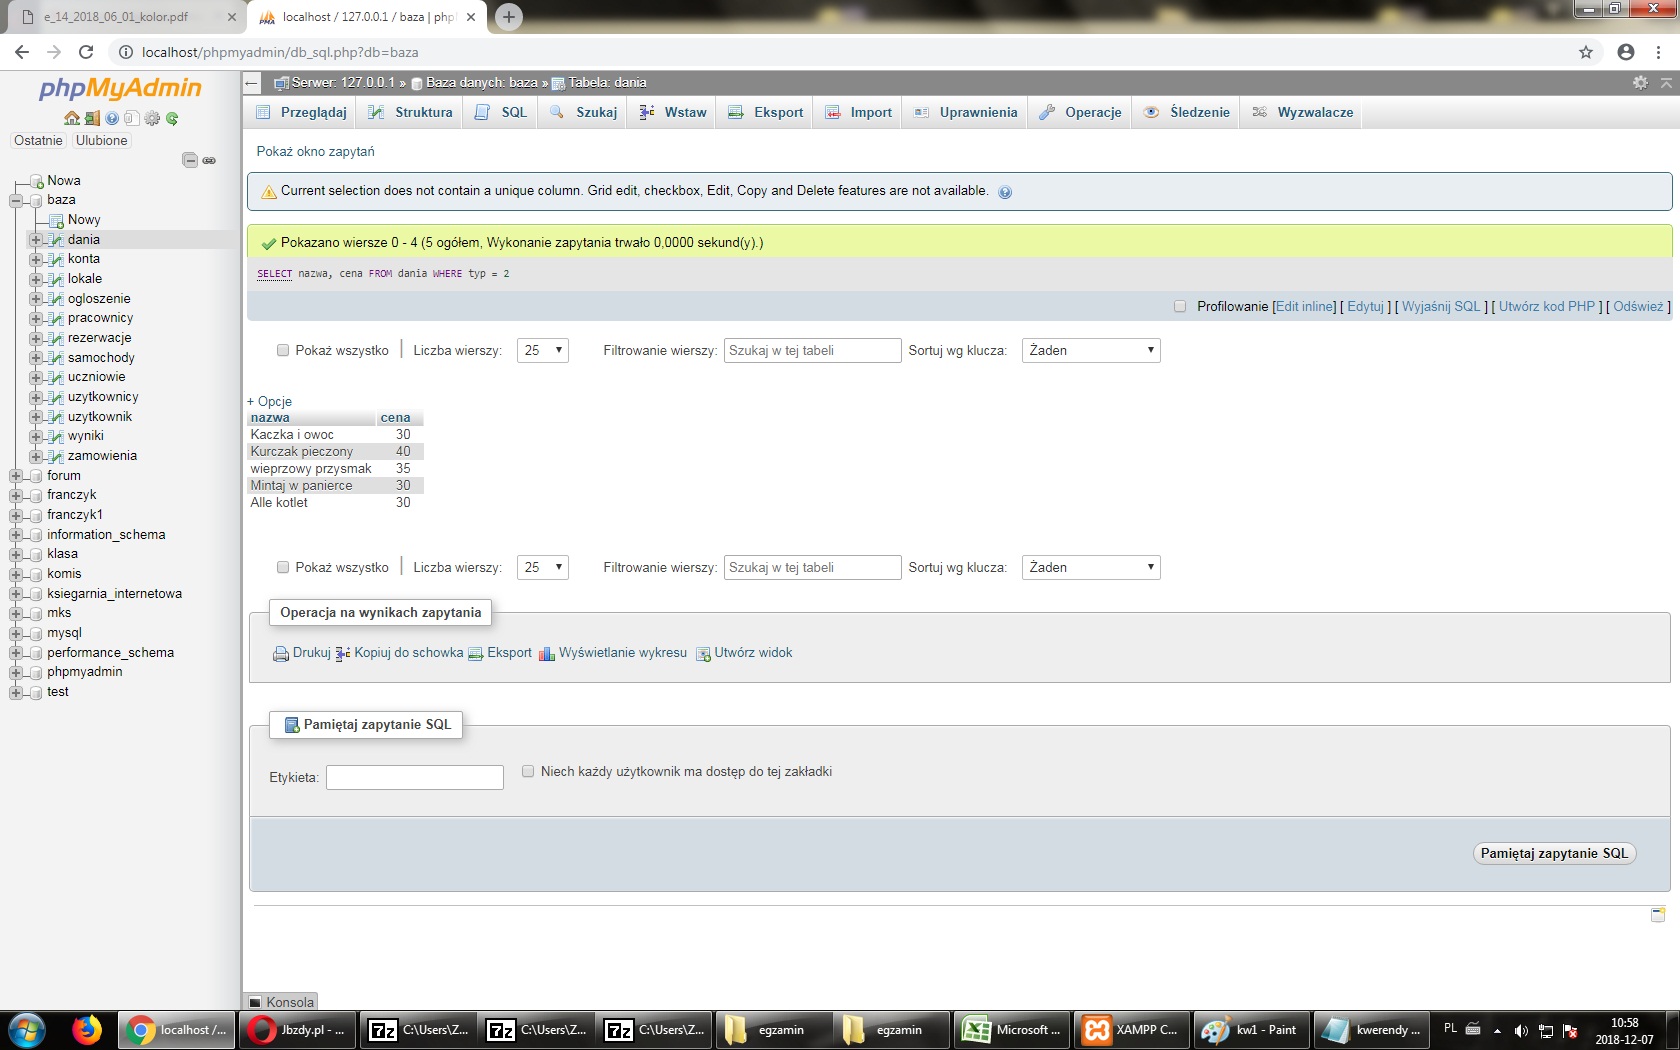 e_14_2018_06_01_kolor.pdf
localhost / 127.0.0.1 / baza | php
localhost/phpmyadmin/db_sql.php?db=baza
phpMyAdmin
Ostatnie Ulubione
Nowa
baza
Nowy
dania
konta
lokale
ogloszenie
pracownicy
rezerwacje
samochody
uczniowie
uzytkownicy
uzytkownik
wyniki
zamowienia
forum
franczyk
franczyk1
information_schema
klasa
komis
ksiegarnia_internetowa
mks
mysql
performance_schema
phpmyadmin
test
Serwer: 127.0.0.1 » Baza danych: baza » Tabela: dania
Przeglądaj Struktura SQL Szukaj Wstaw Eksport Import Uprawnienia Operacje Śledzenie Wyzwalacze
Pokaż okno zapytań
Current selection does not contain a unique column. Grid edit, checkbox, Edit, Copy and Delete features are not available.
Pokazano wiersze 0 - 4 (5 ogółem, Wykonanie zapytania trwało 0,0000 sekund(y).)
SELECT nazwa, cena FROM dania WHERE typ = 2
Profilowanie [Edit inline] [ Edytuj ] [ Wyjaśnij SQL ] [ Utwórz kod PHP ] [ Odśwież ]
Pokaż wszystko | Liczba wierszy: 25 Filtrowanie wierszy: Szukaj w tej tabeli Sortuj wg klucza: Żaden
+ Opcje
nazwa cena
Kaczka i owoc 30
Kurczak pieczony 40
wieprzowy przysmak 35
Mintaj w panierce 30
Alle kotlet 30
Pokaż wszystko | Liczba wierszy: 25 Filtrowanie wierszy: Szukaj w tej tabeli Sortuj wg klucza: Żaden
Operacja na wynikach zapytania
Drukuj Kopiuj do schowka Eksport Wyświetlanie wykresu Utwórz widok
Pamiętaj zapytanie SQL
Etykieta: Niech każdy użytkownik ma dostęp do tej zakładki
Pamiętaj zapytanie SQL
Konsola
localhost /... Jbzdy.pl - ... C:\Users\Z... C:\Users\Z... C:\Users\Z... egzamin egzamin Microsoft ... XAMPP C... kw1 - Paint kwerendy ... PL 10:58
2018-12-07